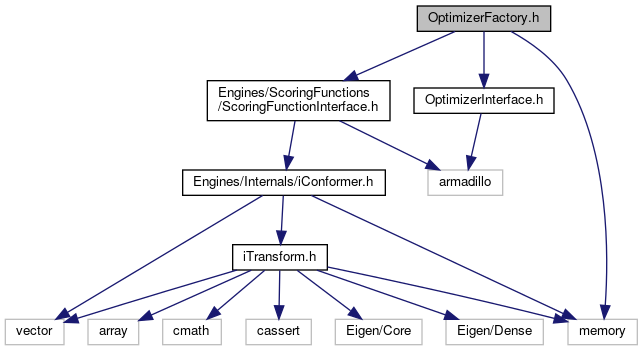 OptimizerFactory.h
Engines/ScoringFunctions
/ScoringFunctionInterface.h
OptimizerInterface.h
Engines/Internals/iConformer.h
armadillo
iTransform.h
vector
array
cmath
cassert
Eigen/Core
Eigen/Dense
memory